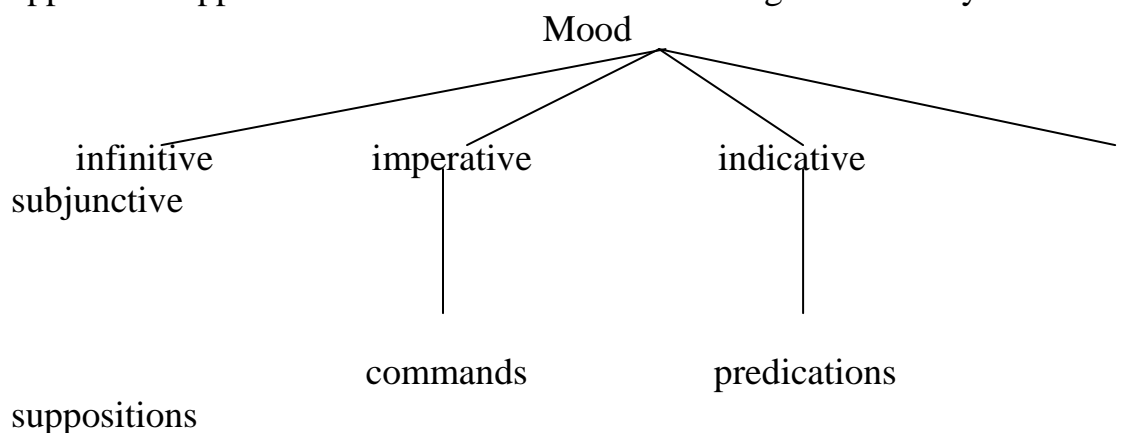 Mood
infinitive imperative indicative
subjunctive
commands predications
suppositions